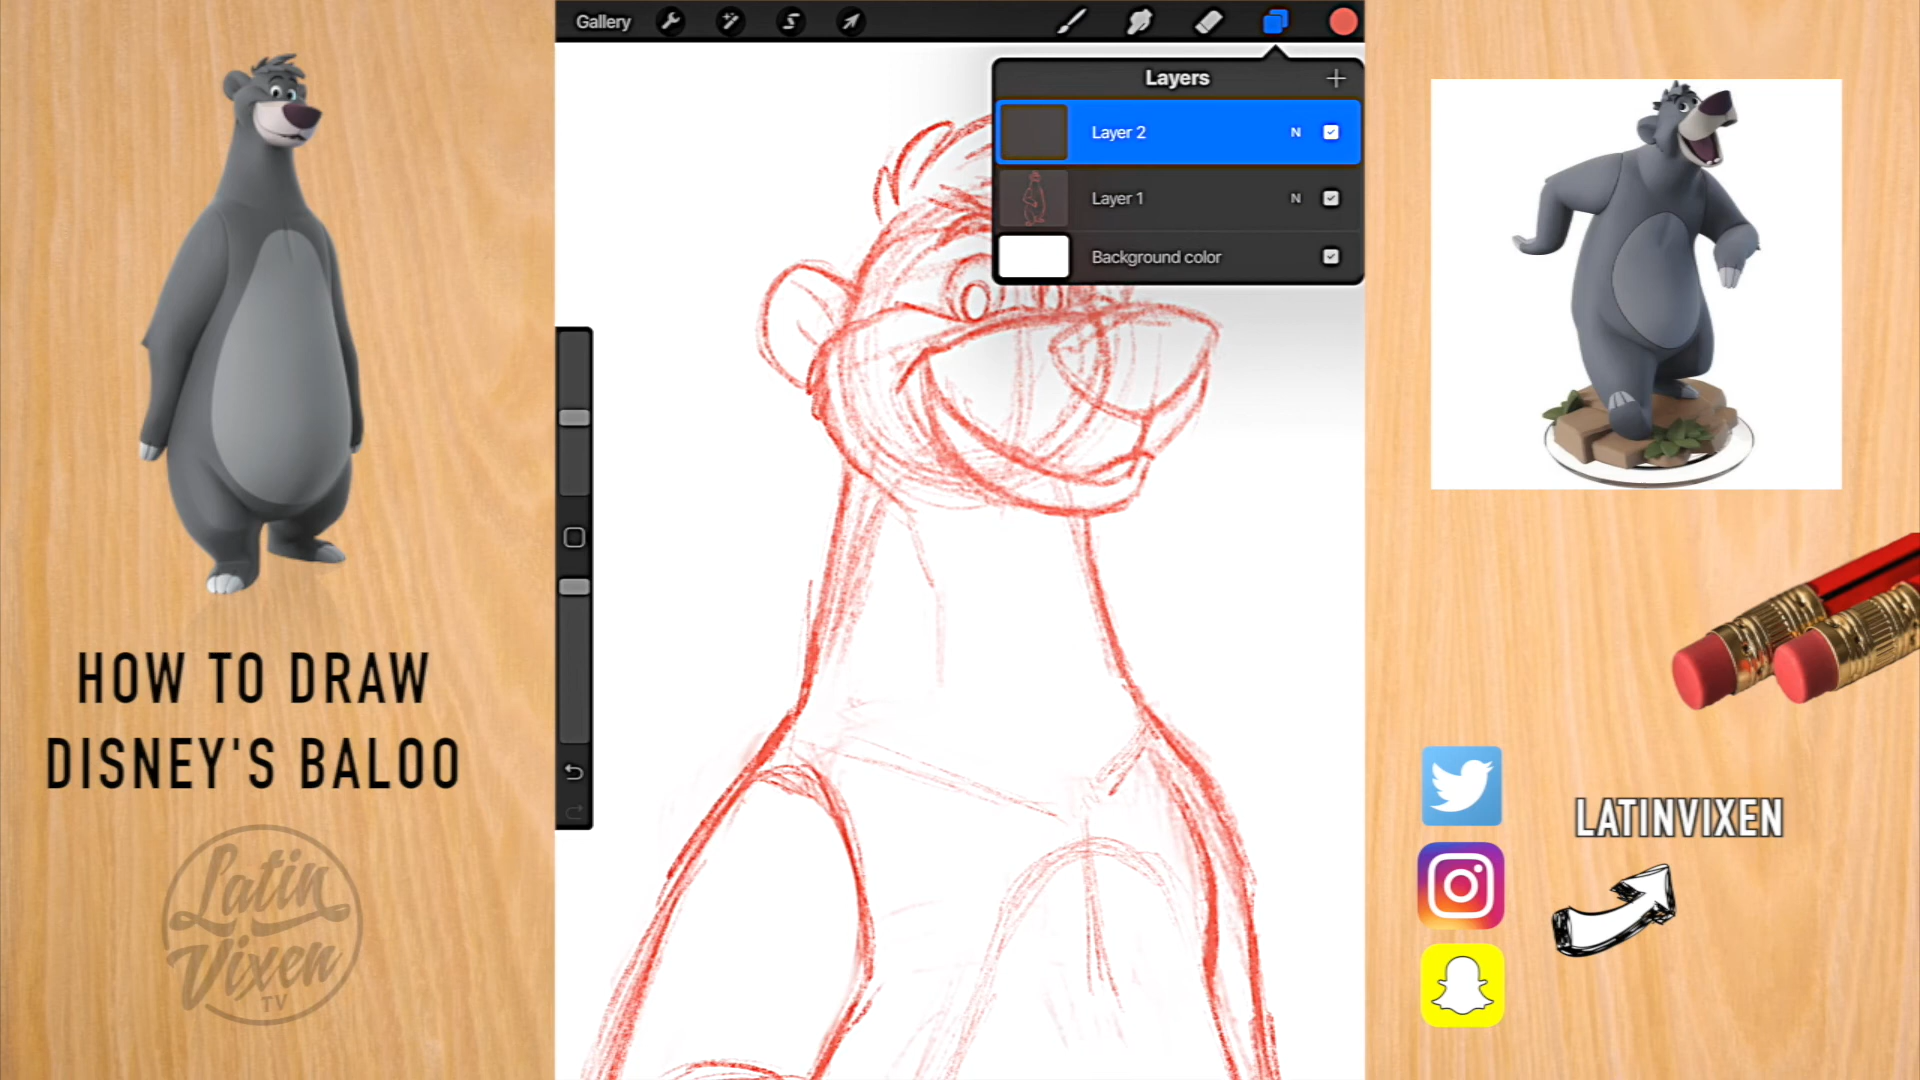 Gallery
Layers
Layer 2 N
Layer 1 N
Background color
HOW TO DRAW
DISNEY'S BALOO
LATINVIXEN
Latin
Vixen
TV